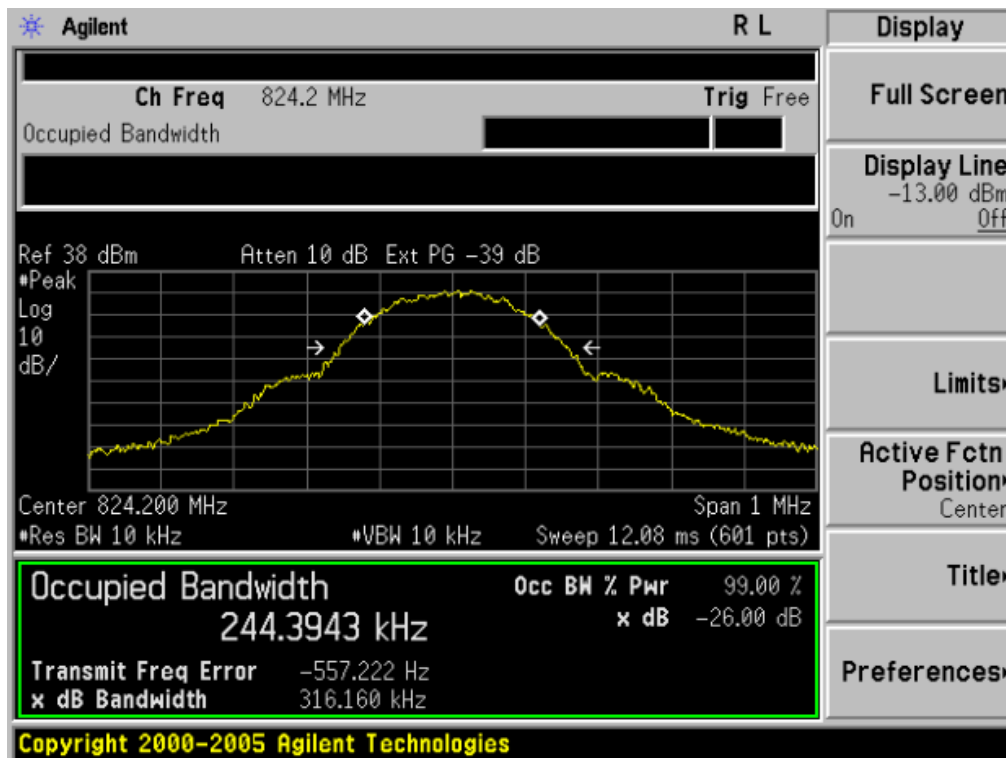 Agilent R L Display
Ch Freq 824.2 MHz Trig Free
Occupied Bandwidth
Full Screen
Display Line
-13.00 dBm
On Off
Ref 38 dBm Atten 10 dB Ext PG -39 dB
#Peak
Log
10
dB/
Limits
Active Fctn
Position
Center
Center 824.200 MHz Span 1 MHz
#Res BW 10 kHz #VBW 10 kHz Sweep 12.08 ms (601 pts)
Occupied Bandwidth
244.3943 kHz
Occ BW % Pwr 99.00 %
x dB -26.00 dB
Transmit Freq Error -557.222 Hz
x dB Bandwidth 316.160 kHz
Title
Preferences
Copyright 2000-2005 Agilent Technologies